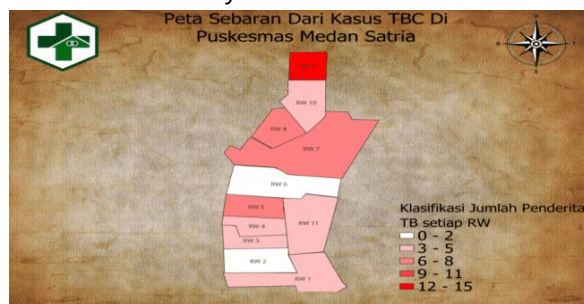 Peta Sebaran Dari Kasus TBC Di
Puskesmas Medan Satria
RW 10
RW 8
RW 7
RW 6
RW 5
RW 4
RW 11
RW 3
RW 2
RW 1
Klasifikasi Jumlah Penderita
TB setiap RW
0 - 2
3 - 5
6 - 8
9 - 11
12 - 15